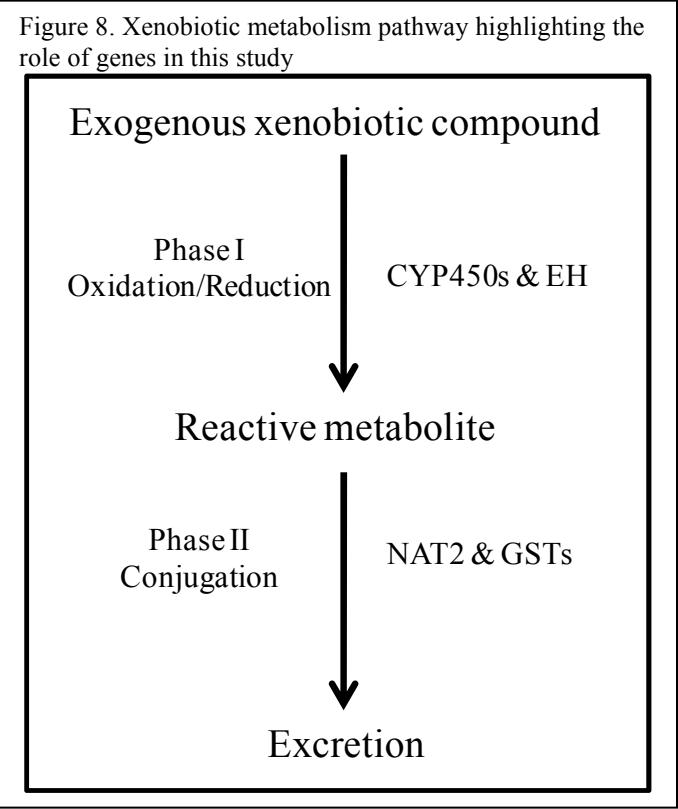 Figure 8. Xenobiotic metabolism pathway highlighting the
role of genes in this study
Exogenous xenobiotic compound
Phase I
Oxidation/Reduction
CYP450s & EH
Reactive metabolite
Phase II
Conjugation
NAT2 & GSTs
Excretion